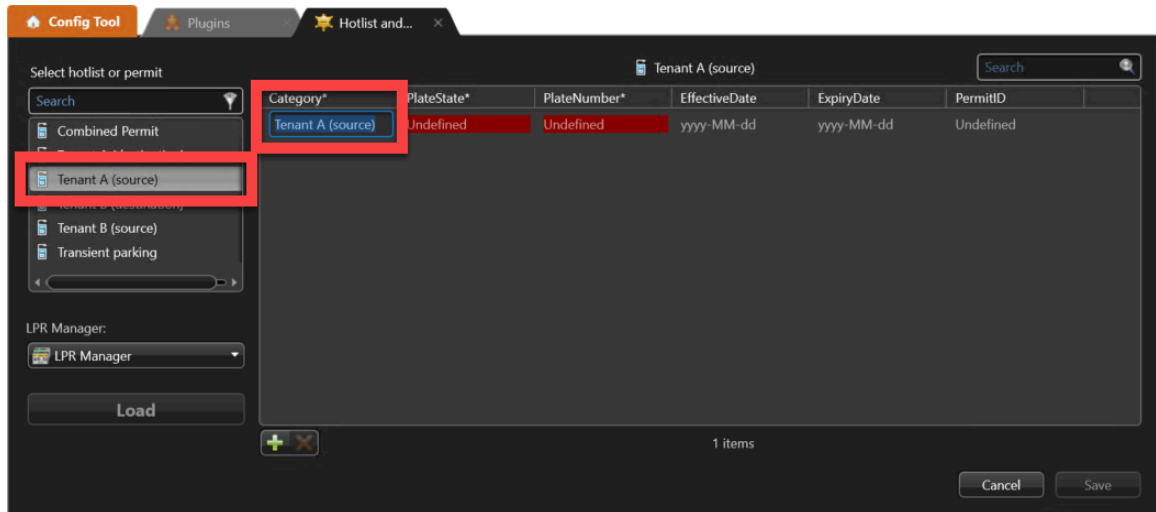 Config Tool
Plugins
Hotlist and...
Select hotlist or permit
Tenant A (source)
Search
Search
Category*
PlateState*
PlateNumber*
EffectiveDate
ExpiryDate
PermitID
Tenant A (source)
Undefined
Undefined
yyyy-MM-dd
yyyy-MM-dd
Undefined
Combined Permit
Tenant A (source)
Tenant B (destination)
Tenant B (source)
Transient parking
LPR Manager:
LPR Manager
Load
1 items
Cancel
Save